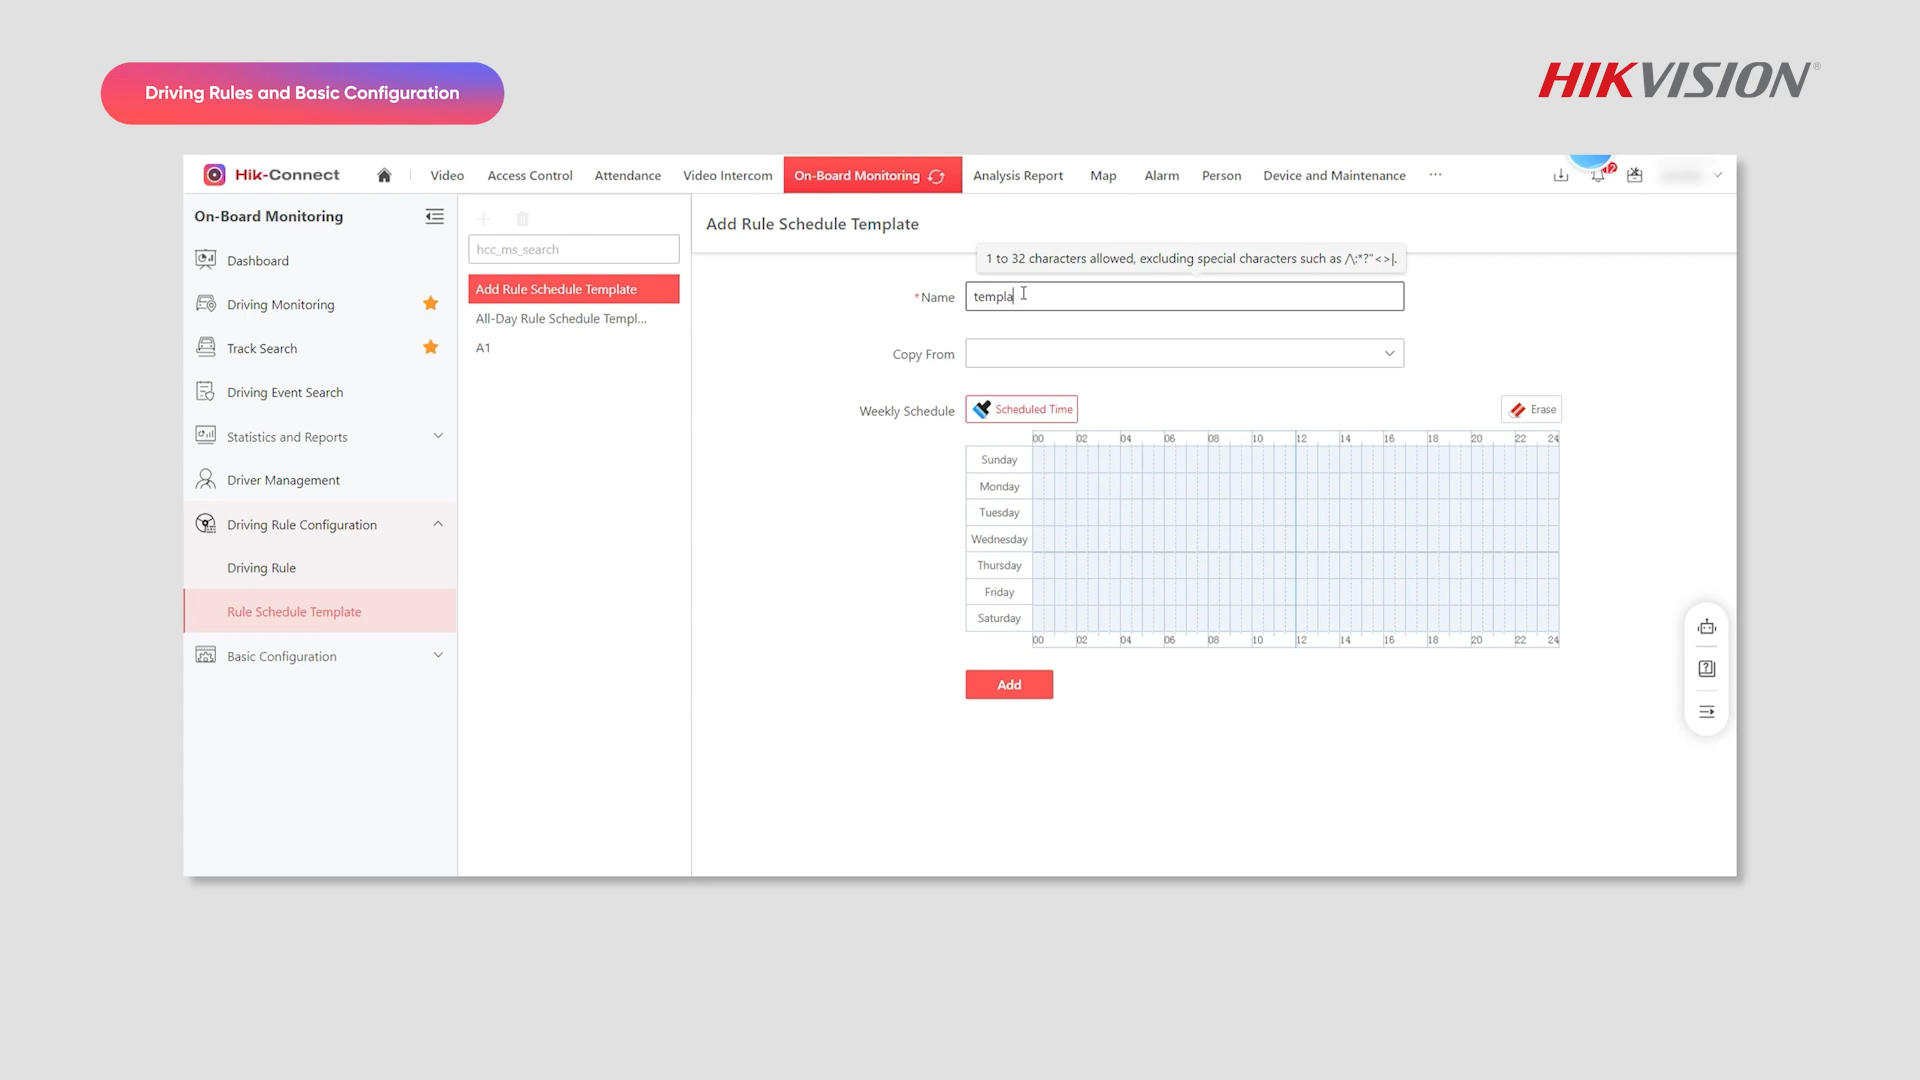 Driving Rules and Basic Configuration
HIKVISION®
Hik-Connect
Video
Access Control
Attendance
Video Intercom
On-Board Monitoring
Analysis Report
Map
Alarm
Person
Device and Maintenance
...
12
On-Board Monitoring
Dashboard
Driving Monitoring
Track Search
Driving Event Search
Statistics and Reports
Driver Management
Driving Rule Configuration
Driving Rule
Rule Schedule Template
Basic Configuration
hcc_ms_search
Add Rule Schedule Template
All-Day Rule Schedule Templ...
A1
Add Rule Schedule Template
1 to 32 characters allowed, excluding special characters such as /\:*?"<>|.
*Name
templa
Copy From
Weekly Schedule
Scheduled Time
Erase
00 02 04 06 08 10 12 14 16 18 20 22 24
Sunday
Monday
Tuesday
Wednesday
Thursday
Friday
Saturday
00 02 04 06 08 10 12 14 16 18 20 22 24
Add